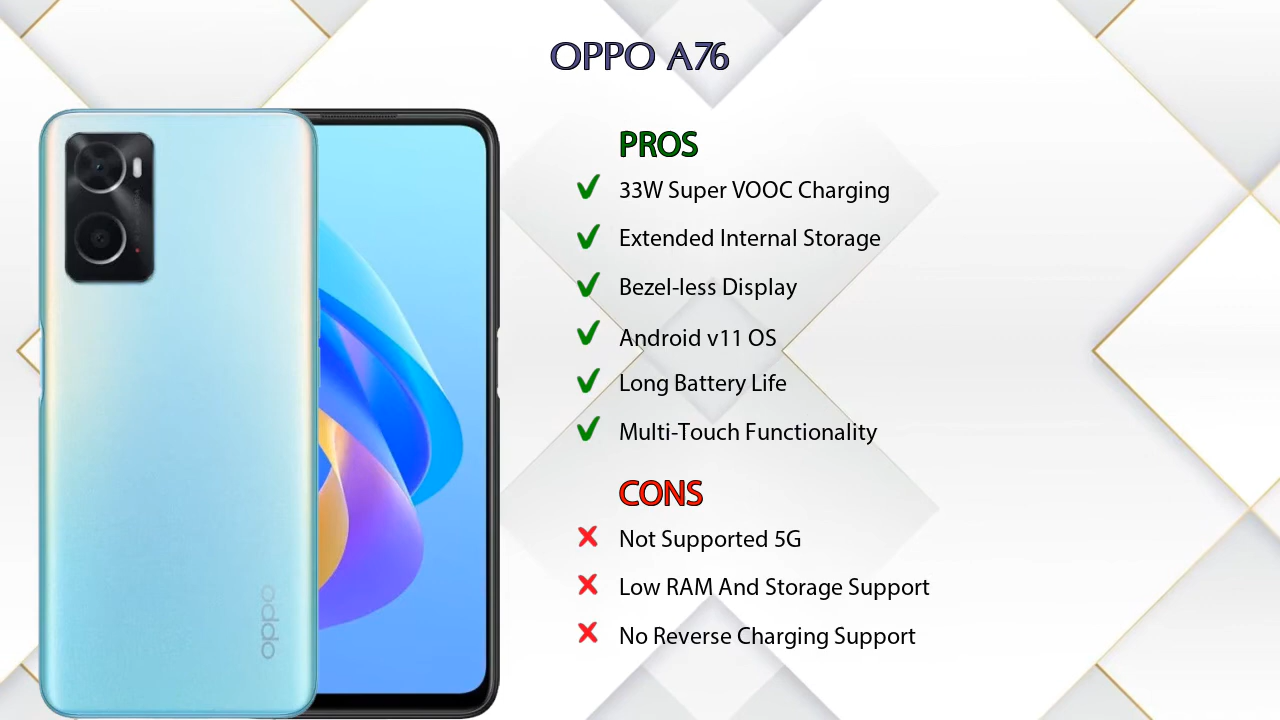 OPPO A76
PROS
33W Super VOOC Charging
Extended Internal Storage
Bezel-less Display
Android v11 OS
Long Battery Life
Multi-Touch Functionality
CONS
Not Supported 5G
Low RAM And Storage Support
No Reverse Charging Support
oppo